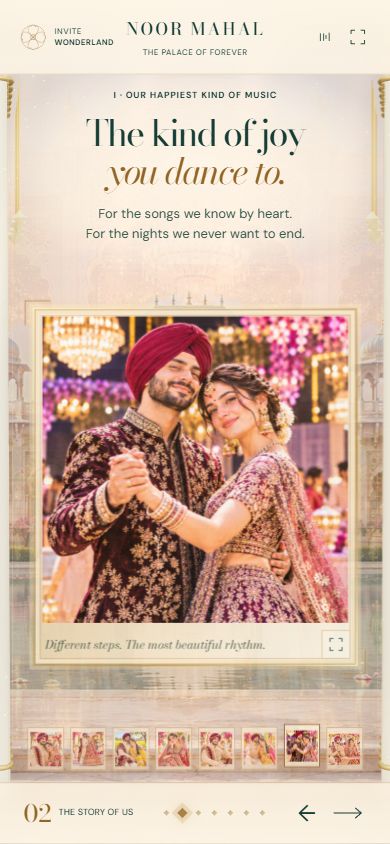 INVITE
WONDERLAND
NOOR MAHAL
THE PALACE OF FOREVER
I · OUR HAPPIEST KIND OF MUSIC
The kind of joy
you dance to.
For the songs we know by heart.
For the nights we never want to end.
Different steps. The most beautiful rhythm.
02 THE STORY OF US